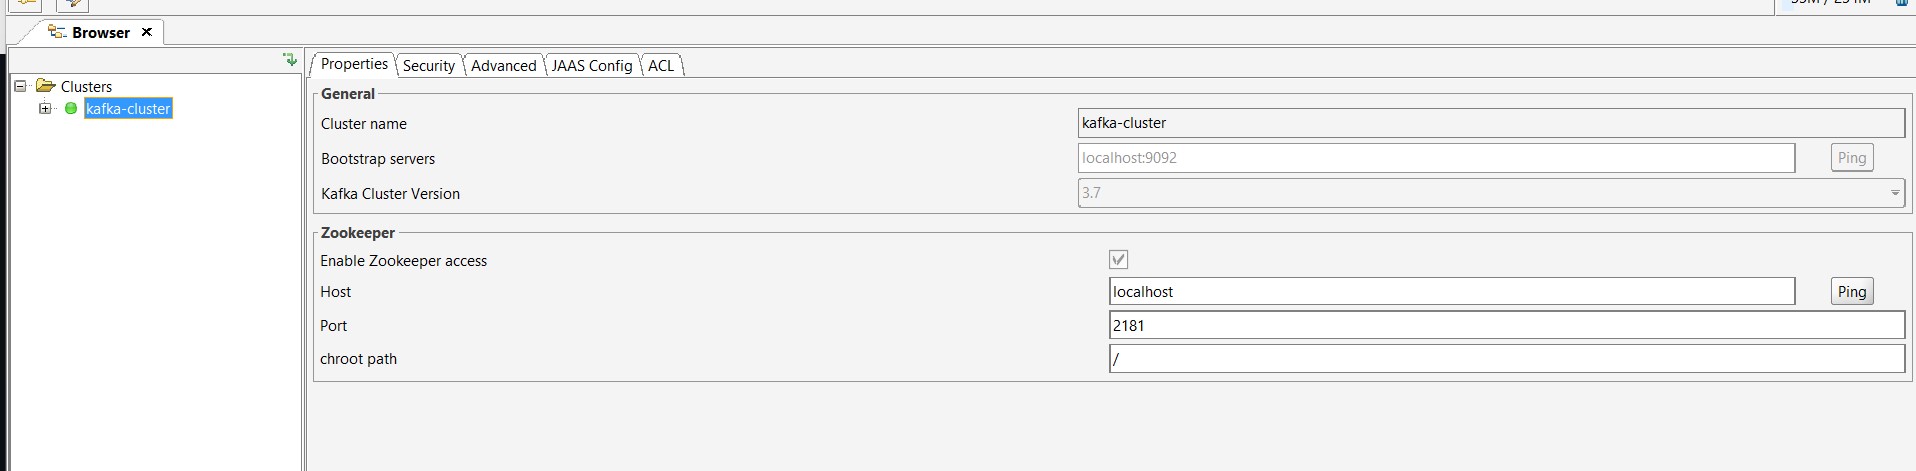 Browser
Properties Security Advanced JAAS Config ACL
Clusters
kafka-cluster
General
Cluster name kafka-cluster
Bootstrap servers localhost:9092 Ping
Kafka Cluster Version 3.7
Zookeeper
Enable Zookeeper access
Host localhost Ping
Port 2181
chroot path /